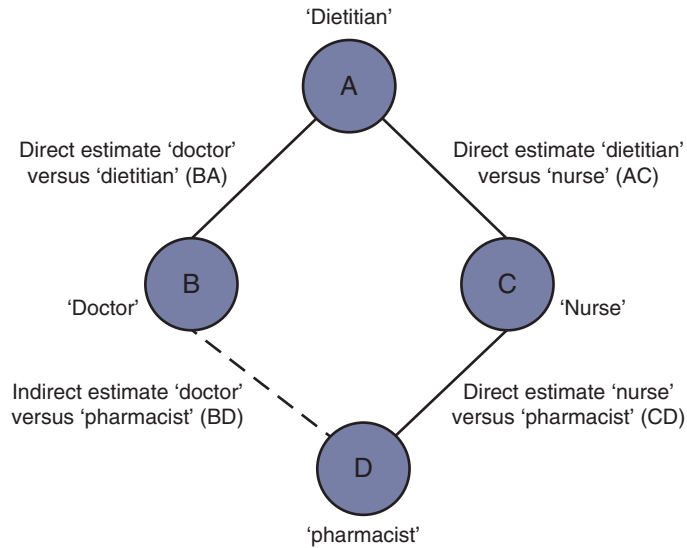 ‘Dietitian’
A
Direct estimate ‘doctor’
versus ‘dietitian’ (BA)
Direct estimate ‘dietitian’
versus ‘nurse’ (AC)
B
C
‘Doctor’
‘Nurse’
Indirect estimate ‘doctor’
versus ‘pharmacist’ (BD)
Direct estimate ‘nurse’
versus ‘pharmacist’ (CD)
D
‘pharmacist’